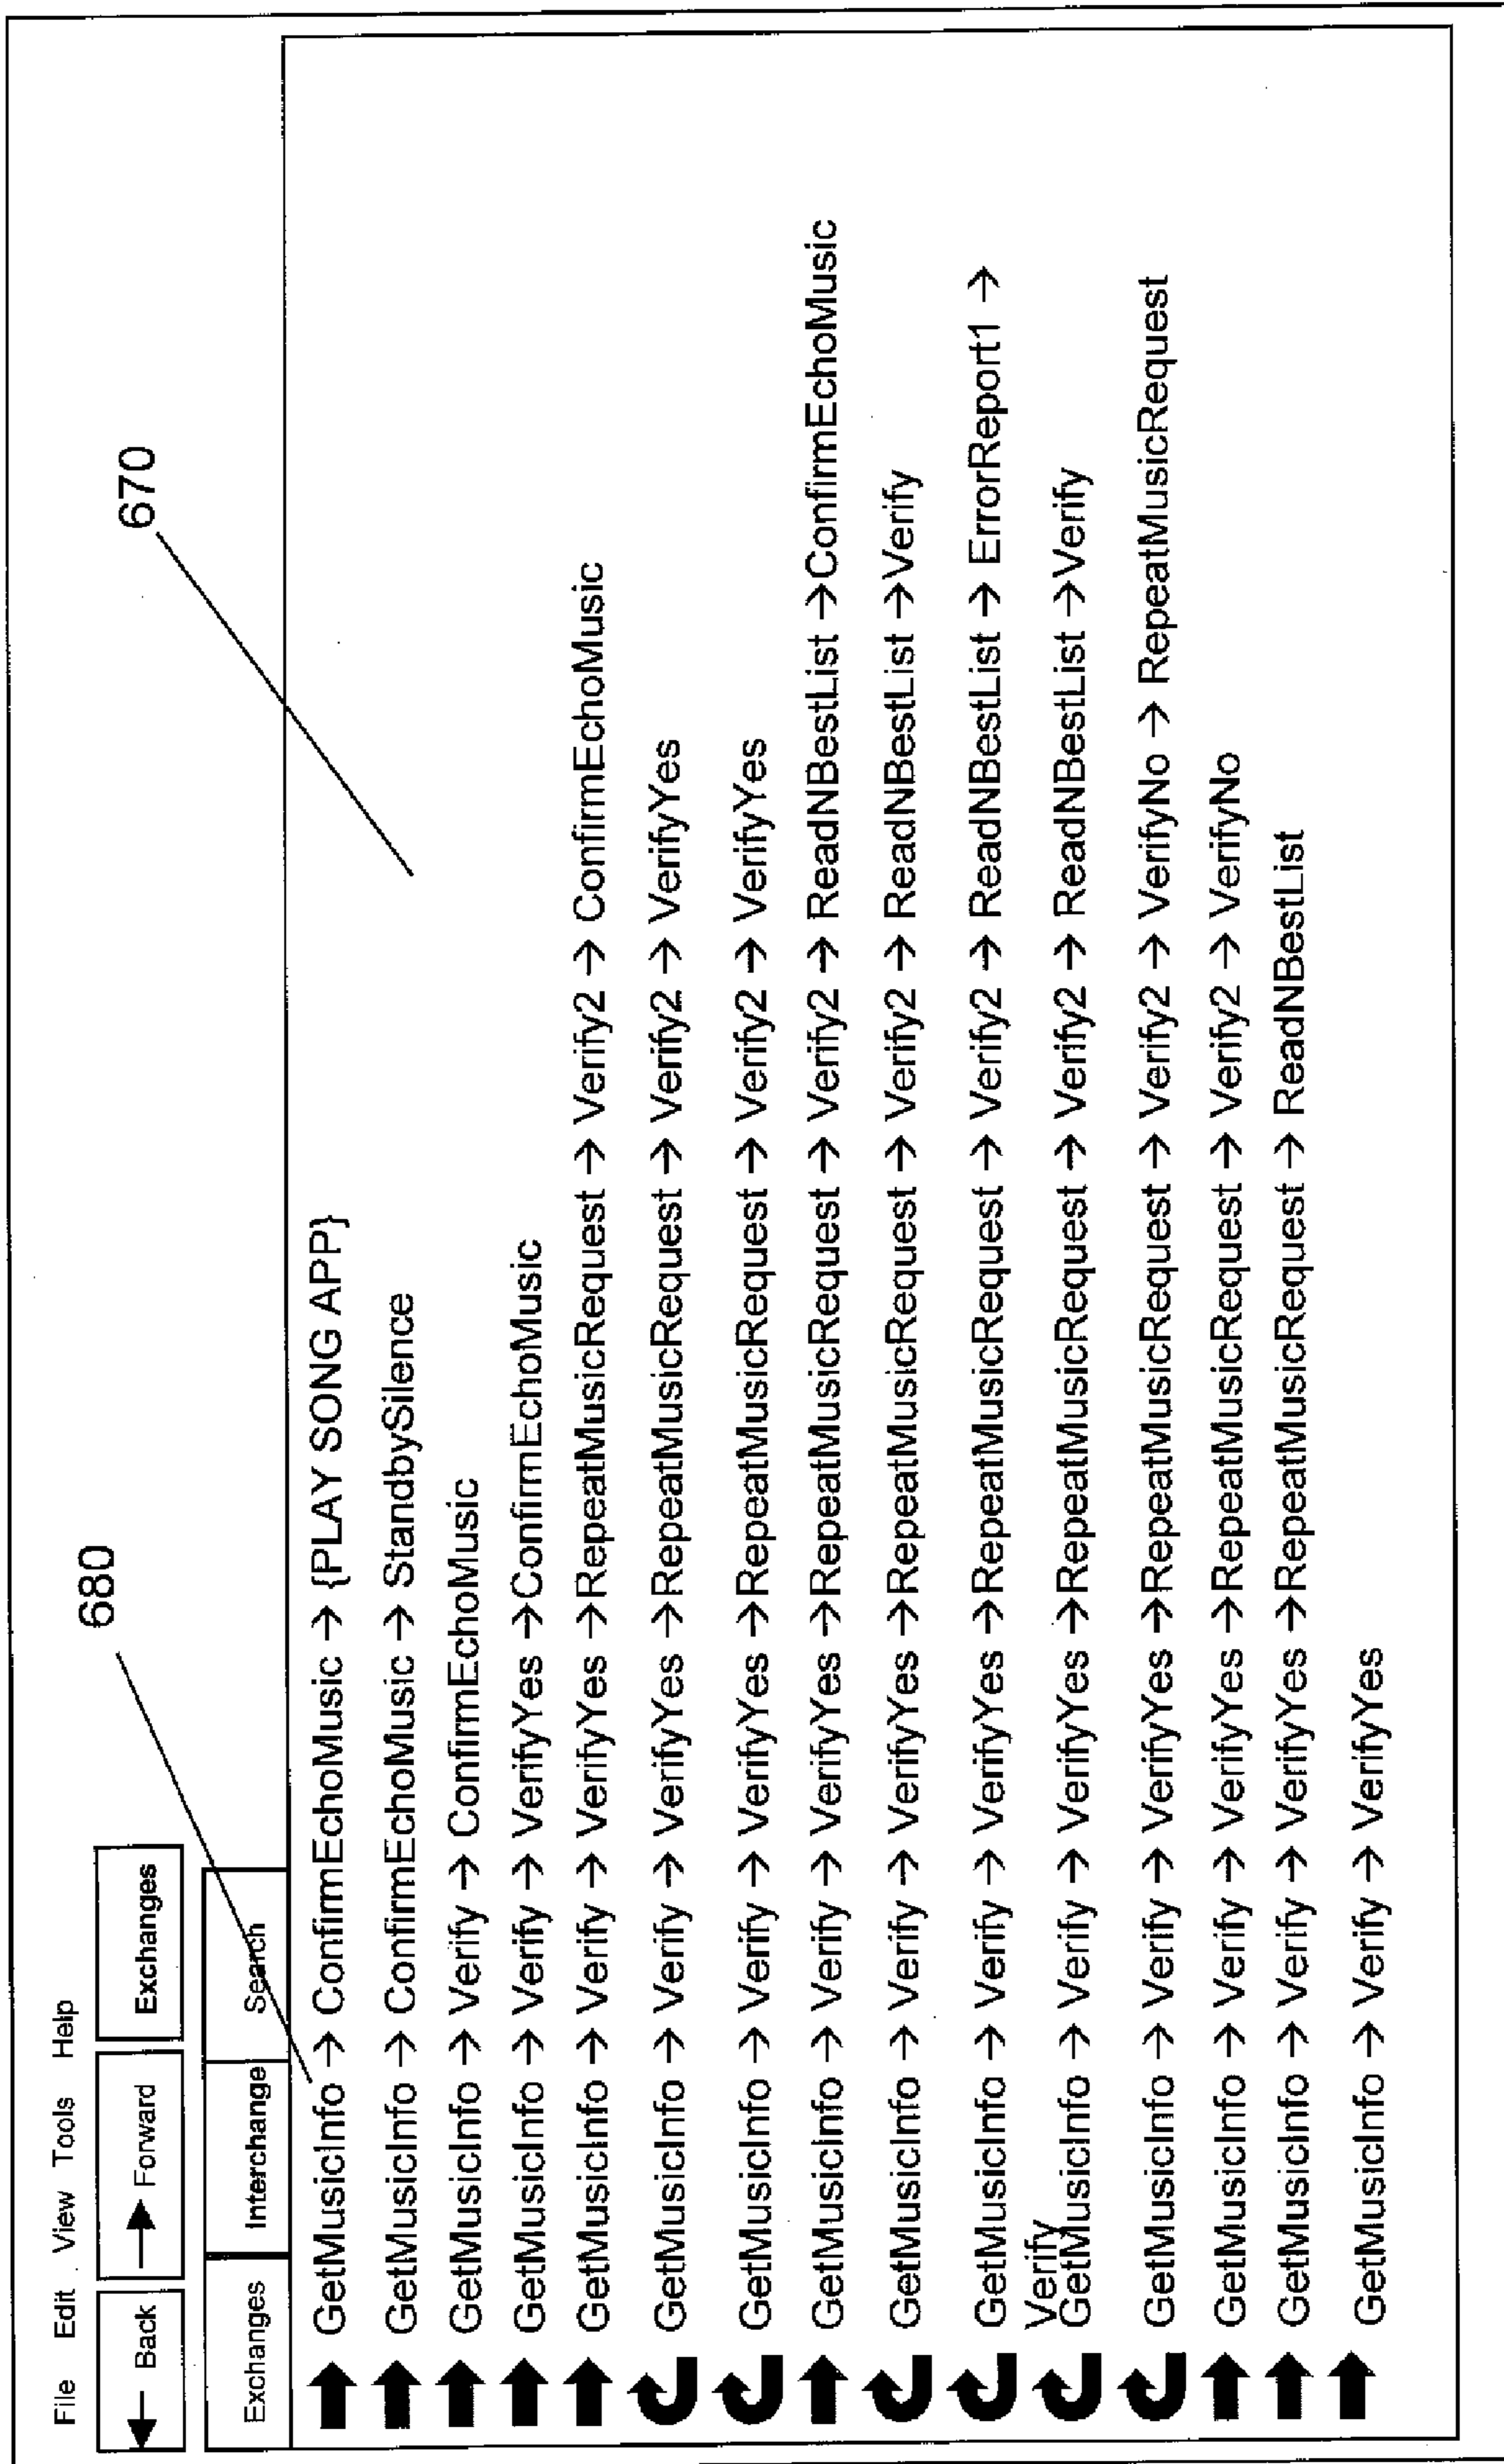 File Edit View Tools Help
670
680
Back Forward Exchanges
Exchanges Interchange Search
GetMusicInfo → ConfirmEchoMusic → {PLAY SONG APP}
GetMusicInfo → ConfirmEchoMusic → StandbySilence
GetMusicInfo → Verify → ConfirmEchoMusic
GetMusicInfo → Verify → VerifyYes →ConfirmEchoMusic
GetMusicInfo → Verify → VerifyYes →RepeatMusicRequest → Verify2 → ConfirmEchoMusic
GetMusicInfo → Verify → VerifyYes →RepeatMusicRequest → Verify2 → VerifyYes
GetMusicInfo → Verify → VerifyYes →RepeatMusicRequest → Verify2 → VerifyYes
GetMusicInfo → Verify → VerifyYes →RepeatMusicRequest → Verify2 → ReadNBestList →ConfirmEchoMusic
GetMusicInfo → Verify → VerifyYes →RepeatMusicRequest → Verify2 → ReadNBestList →Verify
GetMusicInfo → Verify → VerifyYes →RepeatMusicRequest → Verify2 → ReadNBestList → ErrorReport1 →
Verify
GetMusicInfo → Verify → VerifyYes →RepeatMusicRequest → Verify2 → ReadNBestList →Verify
GetMusicInfo → Verify → VerifyYes →RepeatMusicRequest → Verify2 → VerifyNo → RepeatMusicRequest
GetMusicInfo → Verify → VerifyYes →RepeatMusicRequest → Verify2 → VerifyNo
GetMusicInfo → Verify → VerifyYes →RepeatMusicRequest → ReadNBestList
GetMusicInfo → Verify → VerifyYes